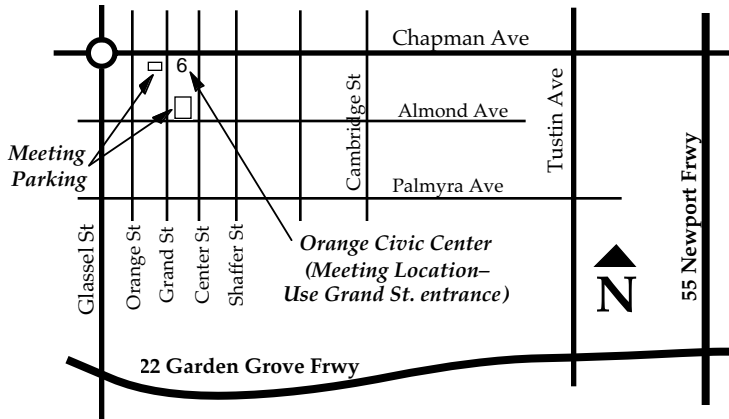 Chapman Ave
6
Cambridge St
Tustin Ave
Almond Ave
Meeting
Parking
Palmyra Ave
55 Newport Frwy
Glassel St
Orange St
Grand St
Center St
Shaffer St
Orange Civic Center
(Meeting Location–
Use Grand St. entrance)
N
22 Garden Grove Frwy